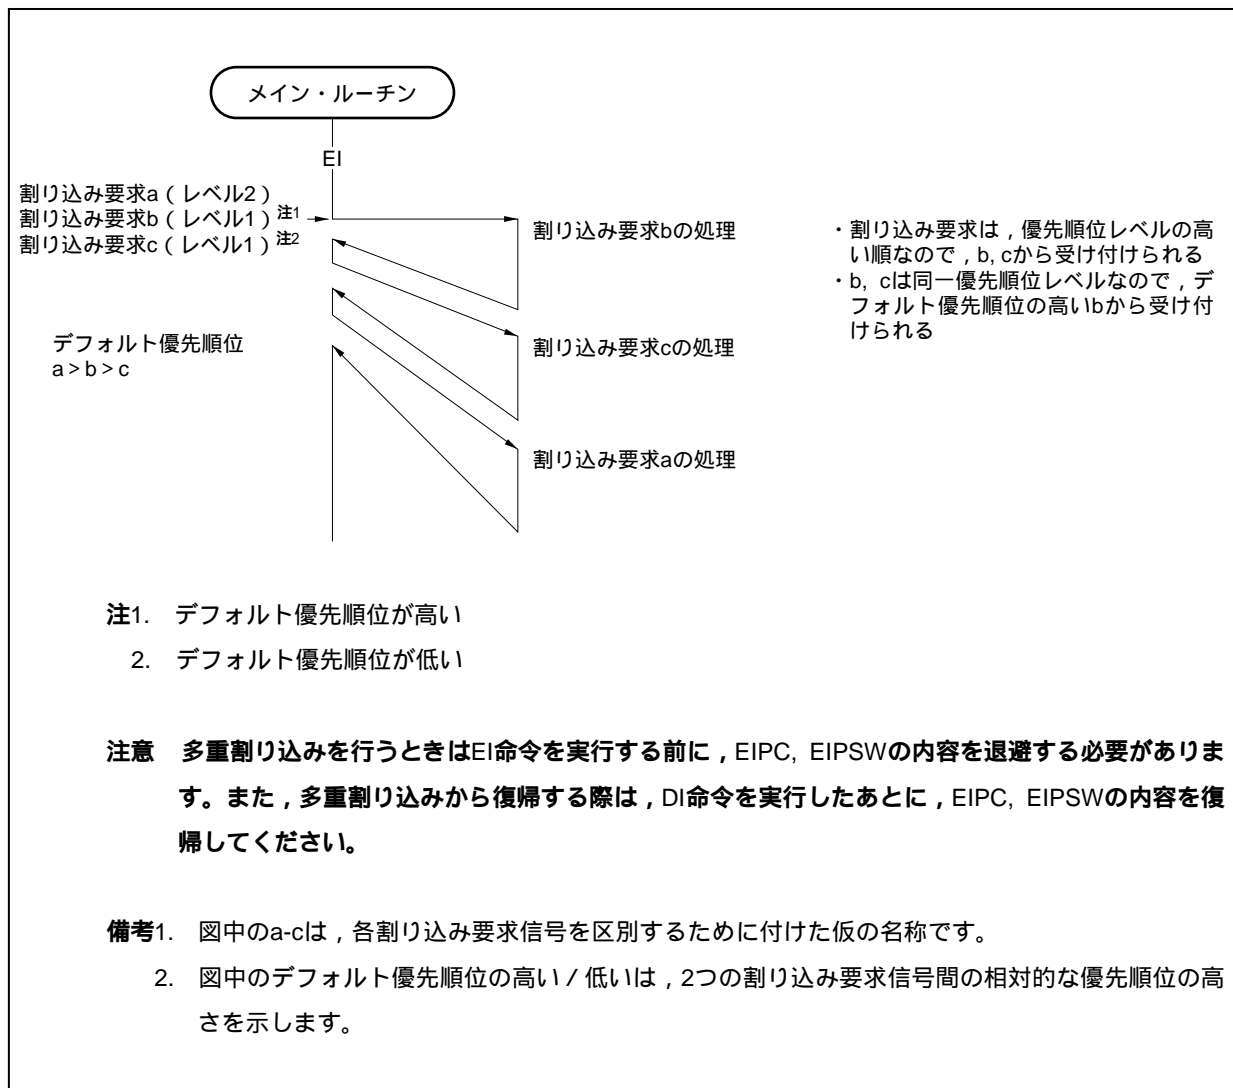 メイン・ルーチン
EI
割り込み要求a（レベル2）
割り込み要求b（レベル1）注1
割り込み要求c（レベル1）注2
デフォルト優先順位
a>b>c
割り込み要求bの処理
割り込み要求cの処理
割り込み要求aの処理
・割り込み要求は，優先順位レベルの高
い順なので，b, cから受け付けられる
・b, cは同一優先順位レベルなので，デ
フォルト優先順位の高いbから受け付
けられる
注1. デフォルト優先順位が高い
2. デフォルト優先順位が低い
注意 多重割り込みを行うときはEI命令を実行する前に，EIPC, EIPSWの内容を退避する必要がありま
す。また，多重割り込みから復帰する際は，DI命令を実行したあとに，EIPC, EIPSWの内容を復
帰してください。
備考1. 図中のa-cは，各割り込み要求信号を区別するために付けた仮の名称です。
2. 図中のデフォルト優先順位の高い／低いは，2つの割り込み要求信号間の相対的な優先順位の高
さを示します。